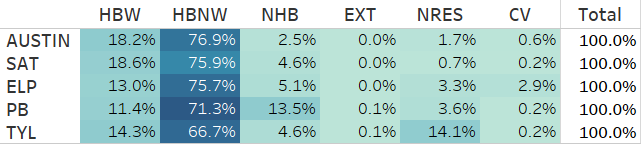 HBW HBNW NHB EXT NRES CV Total
AUSTIN 18.2% 76.9% 2.5% 0.0% 1.7% 0.6% 100.0%
SAT 18.6% 75.9% 4.6% 0.0% 0.7% 0.2% 100.0%
ELP 13.0% 75.7% 5.1% 0.0% 3.3% 2.9% 100.0%
PB 11.4% 71.3% 13.5% 0.1% 3.6% 0.2% 100.0%
TYL 14.3% 66.7% 4.6% 0.1% 14.1% 0.2% 100.0%